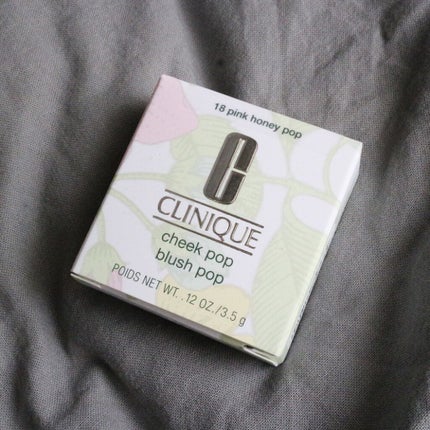 18 pink honey pop
CLINIQUE
cheek pop
blush pop
POIDS NET WT. .12 OZ./3.5 g